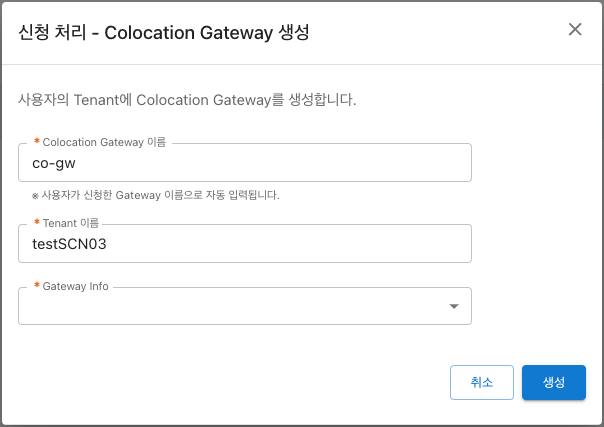 신청 처리 - Colocation Gateway 생성
사용자의 Tenant에 Colocation Gateway를 생성합니다.
* Colocation Gateway 이름
co-gw
※ 사용자가 신청한 Gateway 이름으로 자동 입력됩니다.
* Tenant 이름
testSCN03
* Gateway Info
취소 생성